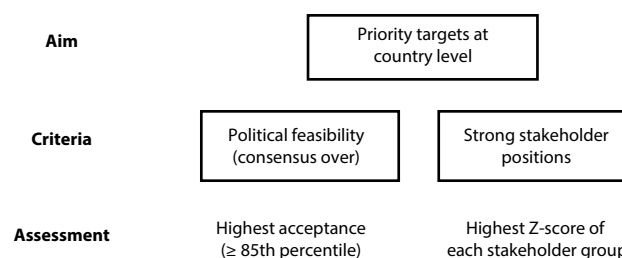 Aim
Priority targets at
country level
Criteria
Political feasibility
(consensus over)
Strong stakeholder
positions
Assessment
Highest acceptance
(≥ 85th percentile)
Highest Z-score of
each stakeholder group